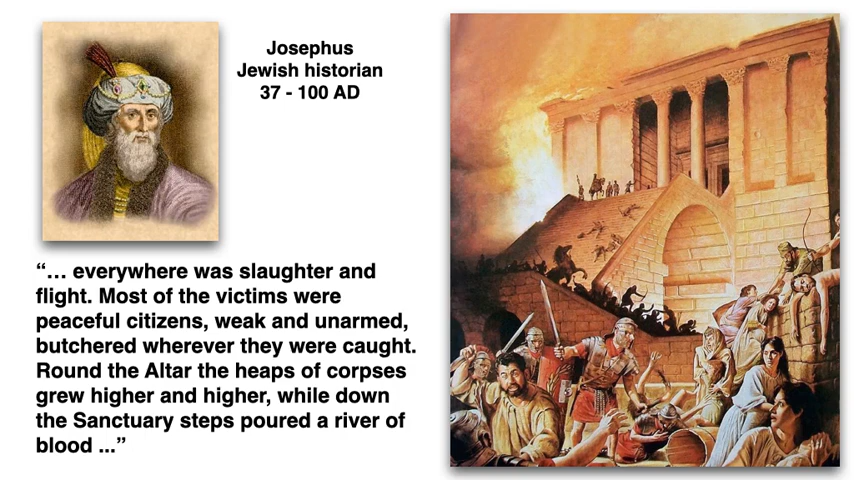 Josephus
Jewish historian
37 - 100 AD
“… everywhere was slaughter and
flight. Most of the victims were
peaceful citizens, weak and unarmed,
butchered wherever they were caught.
Round the Altar the heaps of corpses
grew higher and higher, while down
the Sanctuary steps poured a river of
blood ...”